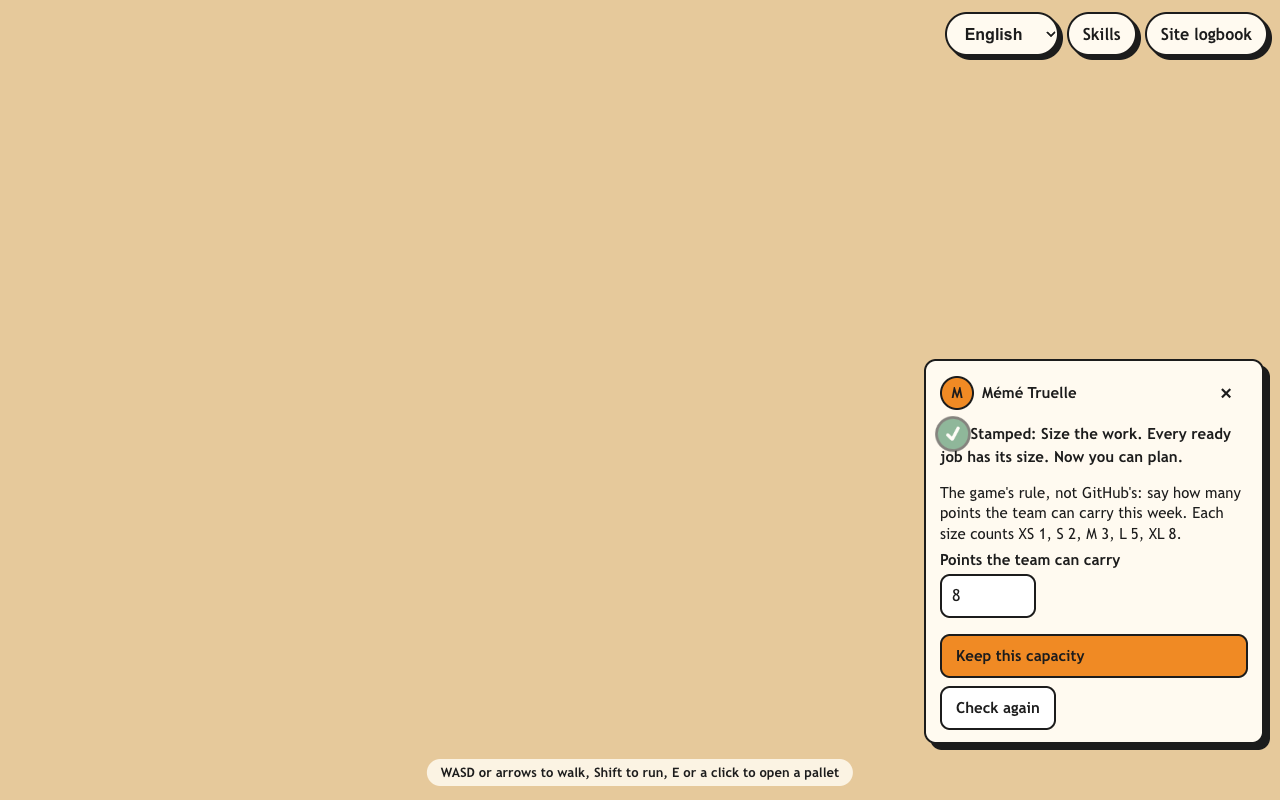 English
Skills
Site logbook
M
Mémé Truelle
×
Stamped: Size the work. Every ready
job has its size. Now you can plan.
The game's rule, not GitHub's: say how many
points the team can carry this week. Each
size counts XS 1, S 2, M 3, L 5, XL 8.
Points the team can carry
8
Keep this capacity
Check again
WASD or arrows to walk, Shift to run, E or a click to open a pallet